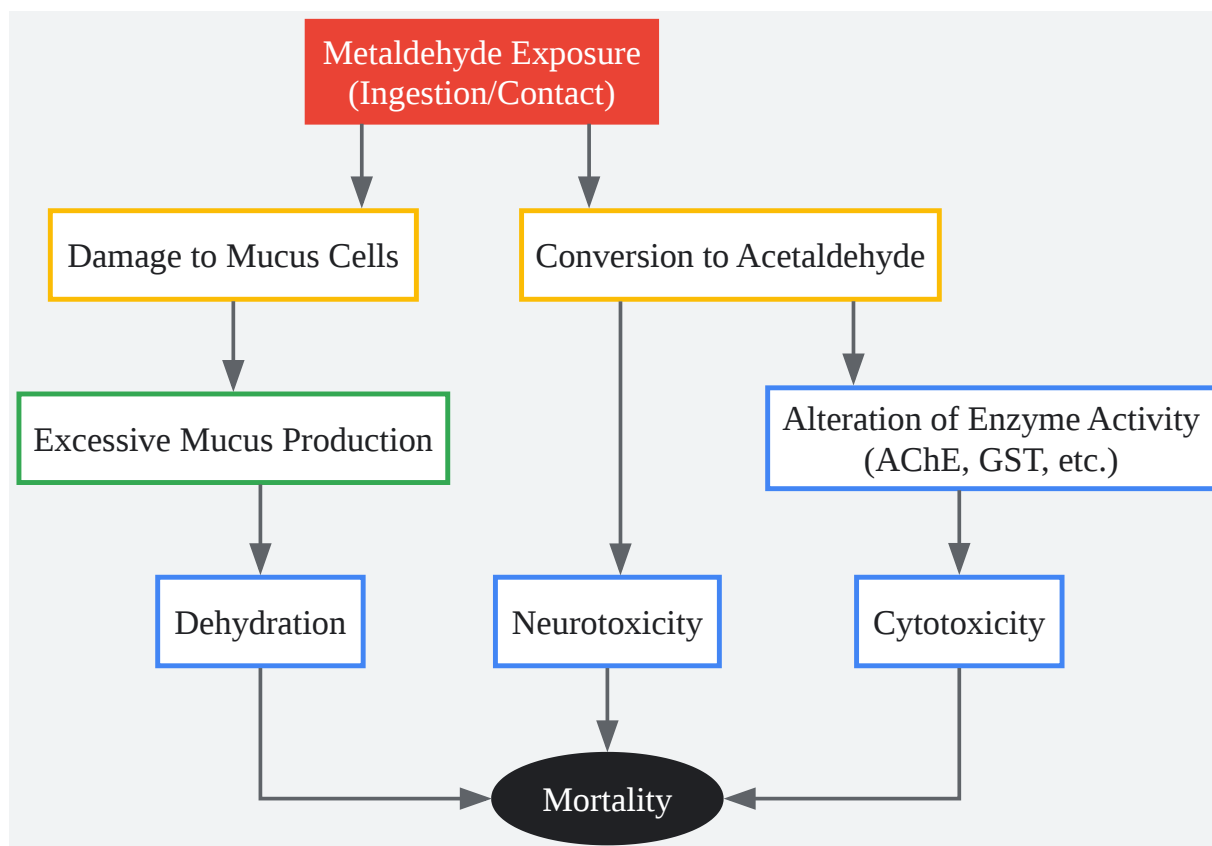 Metaldehyde Exposure
(Ingestion/Contact)
Damage to Mucus Cells
Conversion to Acetaldehyde
Excessive Mucus Production
Alteration of Enzyme Activity
(AChE, GST, etc.)
Dehydration
Neurotoxicity
Cytotoxicity
Mortality